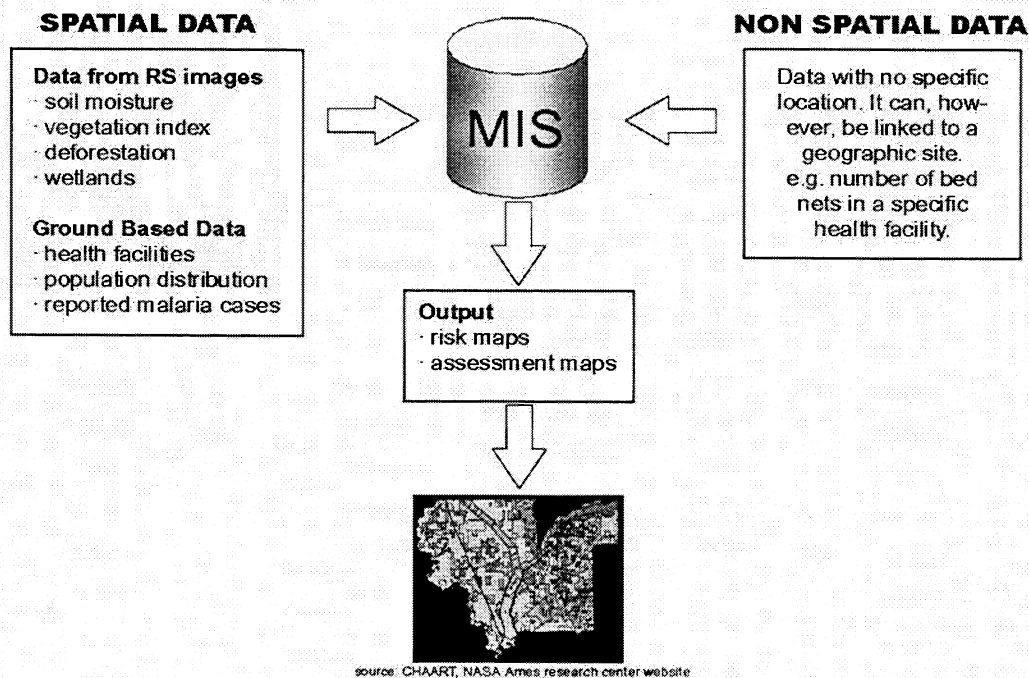 SPATIAL DATA
Data from RS images
· soil moisture
· vegetation index
· deforestation
· wetlands
Ground Based Data
· health facilities
· population distribution
· reported malaria cases
MIS
NON SPATIAL DATA
Data with no specific
location. It can, how-
ever, be linked to a
geographic site.
e.g. number of bed
nets in a specific
health facility.
Output
· risk maps
· assessment maps
source: CHAART, NASA Ames research center website